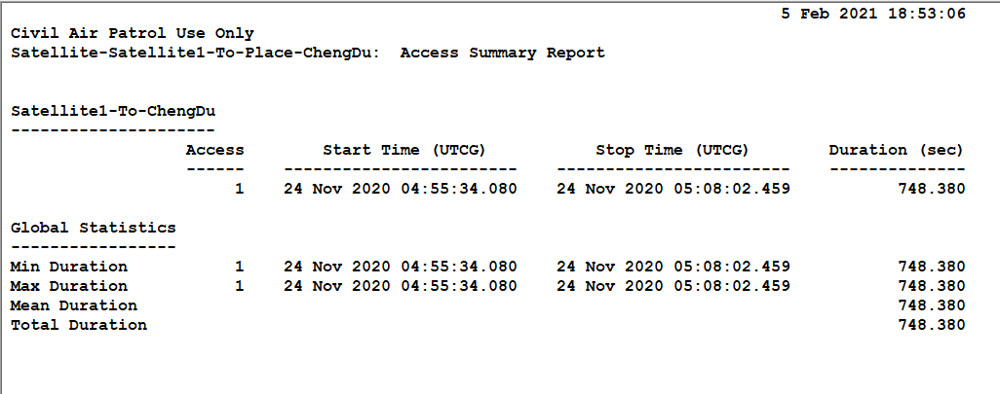 5 Feb 2021 18:53:06
Civil Air Patrol Use Only
Satellite-Satellite1-To-Place-ChengDu:  Access Summary Report
Satellite1-To-ChengDu
---------------------
Access        Start Time (UTCG)           Stop Time (UTCG)        Duration (sec)
------    ------------------------    ------------------------    --------------
1    24 Nov 2020 04:55:34.080    24 Nov 2020 05:08:02.459           748.380
Global Statistics
-----------------
Min Duration           1    24 Nov 2020 04:55:34.080    24 Nov 2020 05:08:02.459           748.380
Max Duration           1    24 Nov 2020 04:55:34.080    24 Nov 2020 05:08:02.459           748.380
Mean Duration                                                                              748.380
Total Duration                                                                             748.380